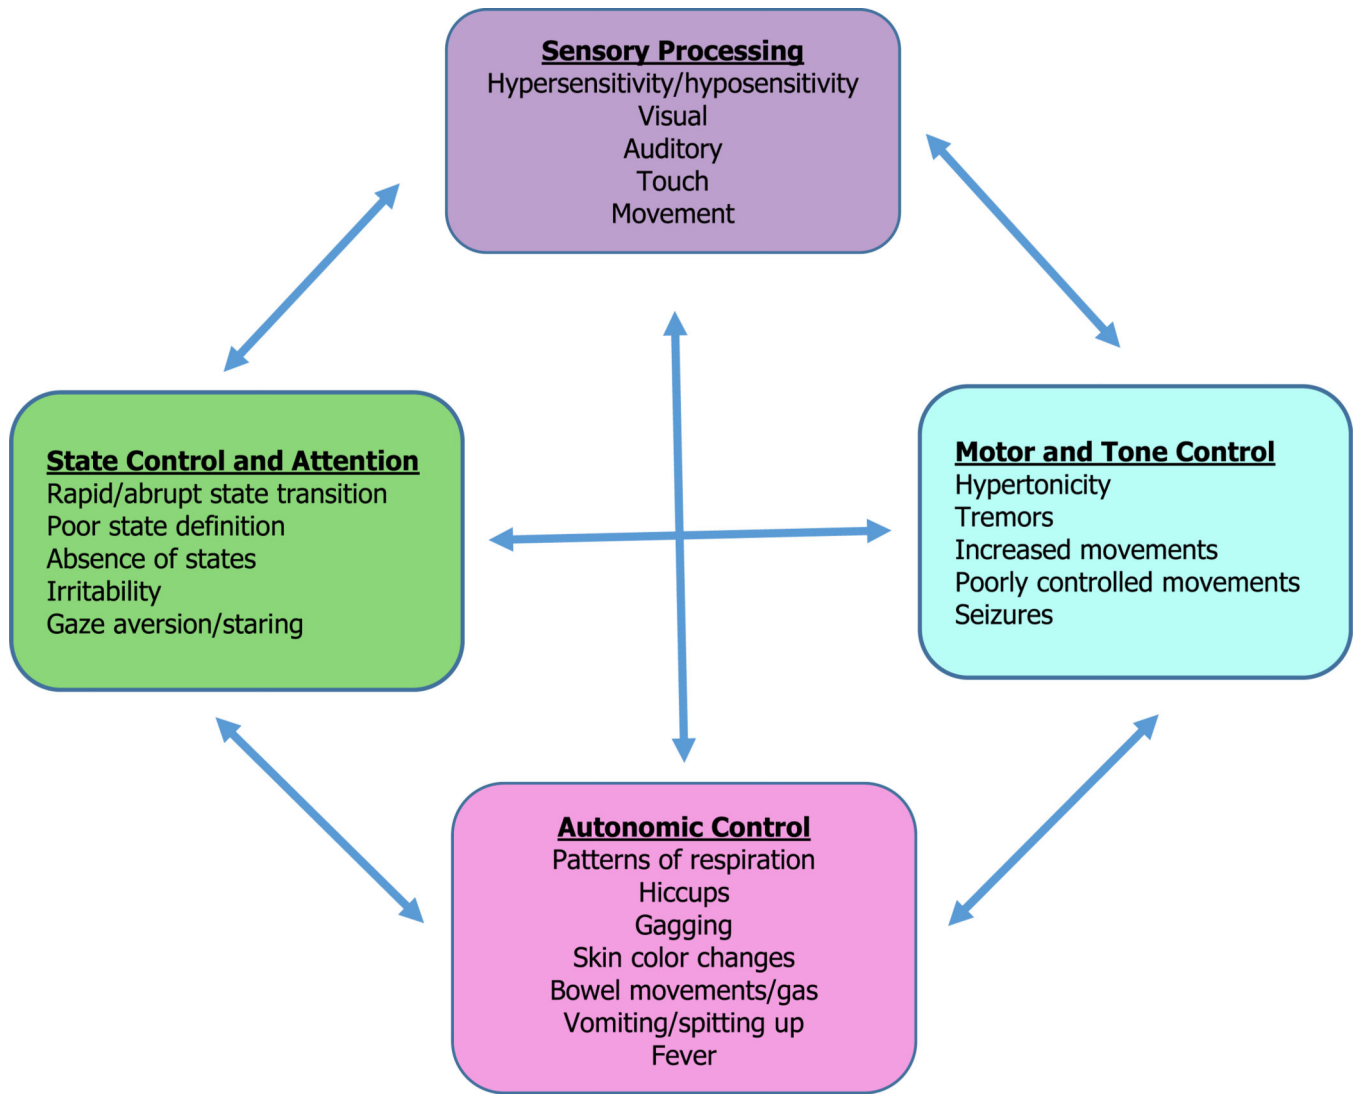 Sensory Processing
Hypersensitivity/hyposensitivity
Visual
Auditory
Touch
Movement
State Control and Attention
Rapid/abrupt state transition
Poor state definition
Absence of states
Irritability
Gaze aversion/staring
Motor and Tone Control
Hypertonicity
Tremors
Increased movements
Poorly controlled movements
Seizures
Autonomic Control
Patterns of respiration
Hiccups
Gagging
Skin color changes
Bowel movements/gas
Vomiting/spitting up
Fever